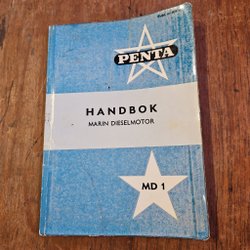 PENTA
HANDBOK
MARIN DIESELMOTOR
MD 1